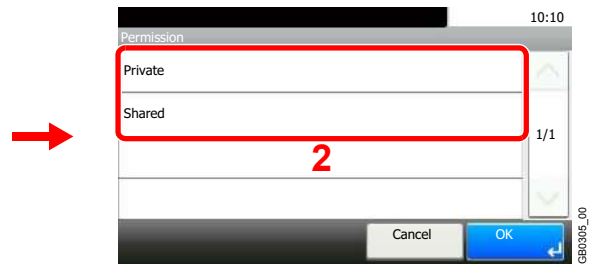 10:10
Permission
Private
Shared
1/1
2
Cancel
OK
GB0305_00